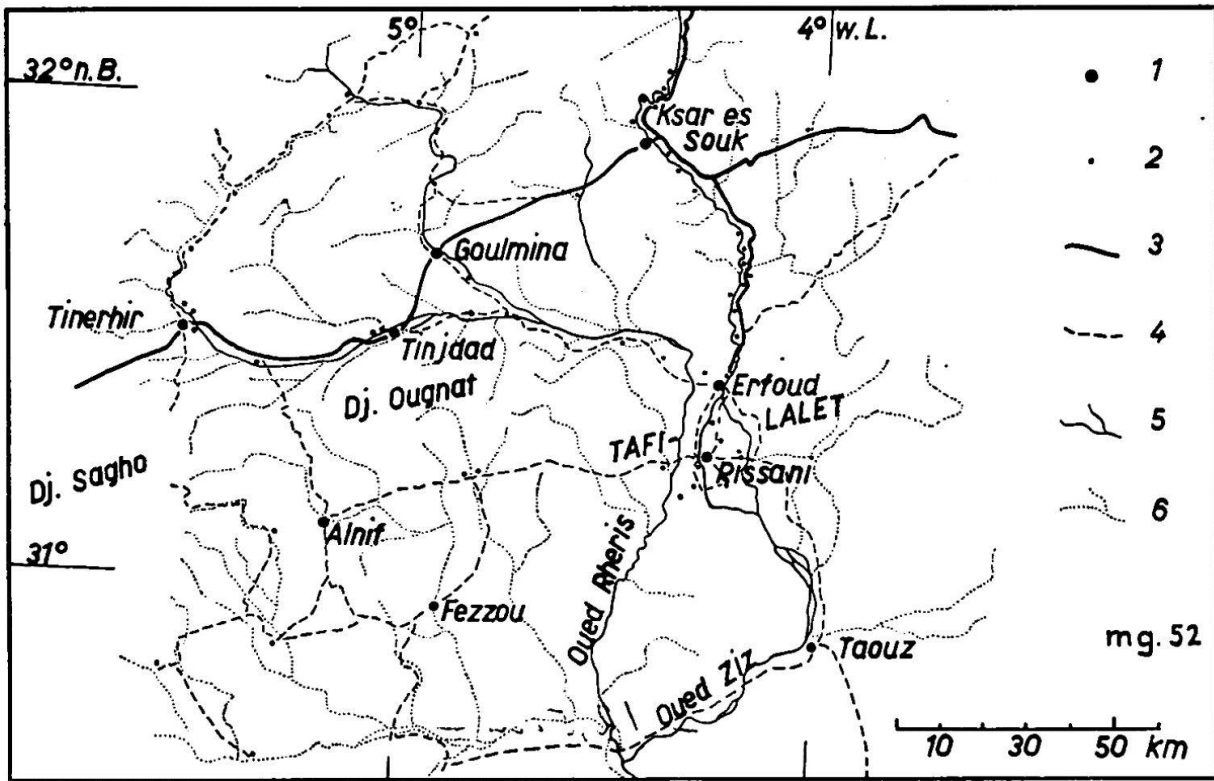 5°
4° w.L.
32° n.B.
1
Ksar es
Souk
2
3
Goulmina
Tinerhir
4
Tinjdad
Erfoud
Dj. Ougnat
LALET
5
TAFI
Rissani
Dj. Sagho
6
Alnif
31°
Oued Rheris
Fezzou
mg. 52
Taouz
Oued Ziz
10 30 50 km